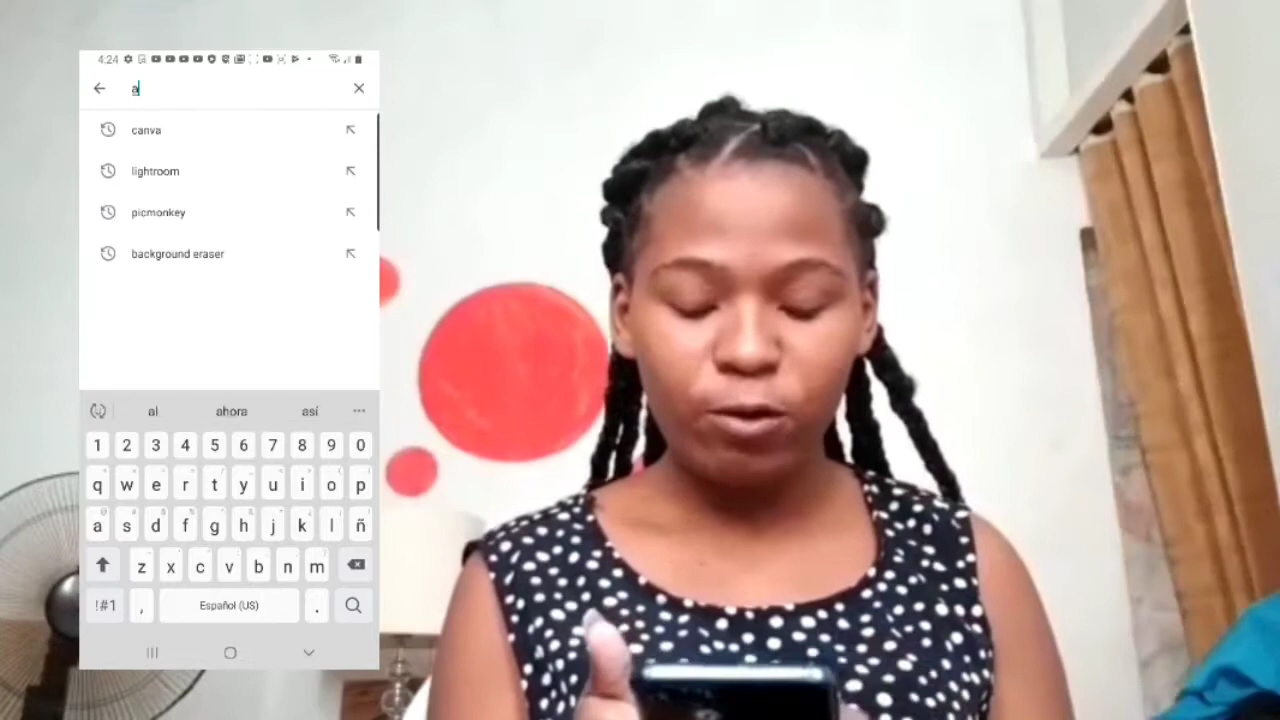 4:24
a
canva
lightroom
picmonkey
background eraser
al ahora así
1 2 3 4 5 6 7 8 9 0
q w e r t y u i o p
a s d f g h j k l ñ
z x c v b n m
!#1 , Español (US) .